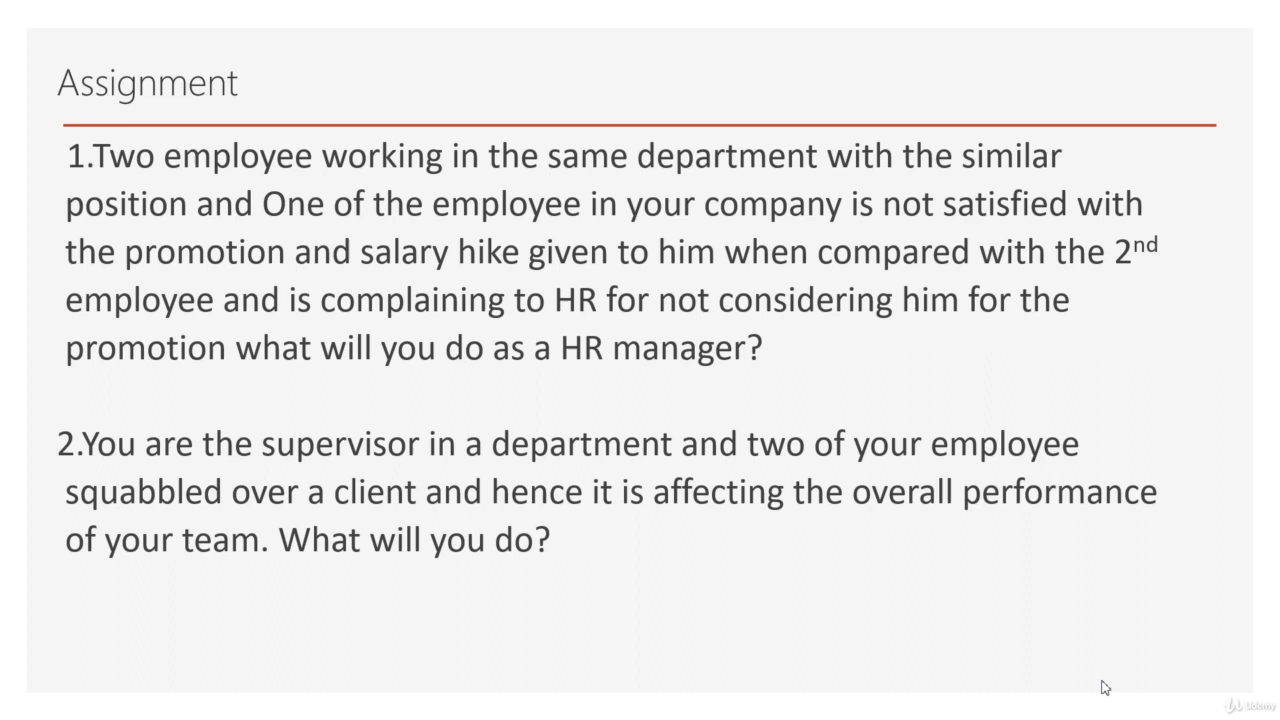 Assignment
1.Two employee working in the same department with the similar
position and One of the employee in your company is not satisfied with
the promotion and salary hike given to him when compared with the 2nd
employee and is complaining to HR for not considering him for the
promotion what will you do as a HR manager?
2.You are the supervisor in a department and two of your employee
squabbled over a client and hence it is affecting the overall performance
of your team. What will you do?
Udemy